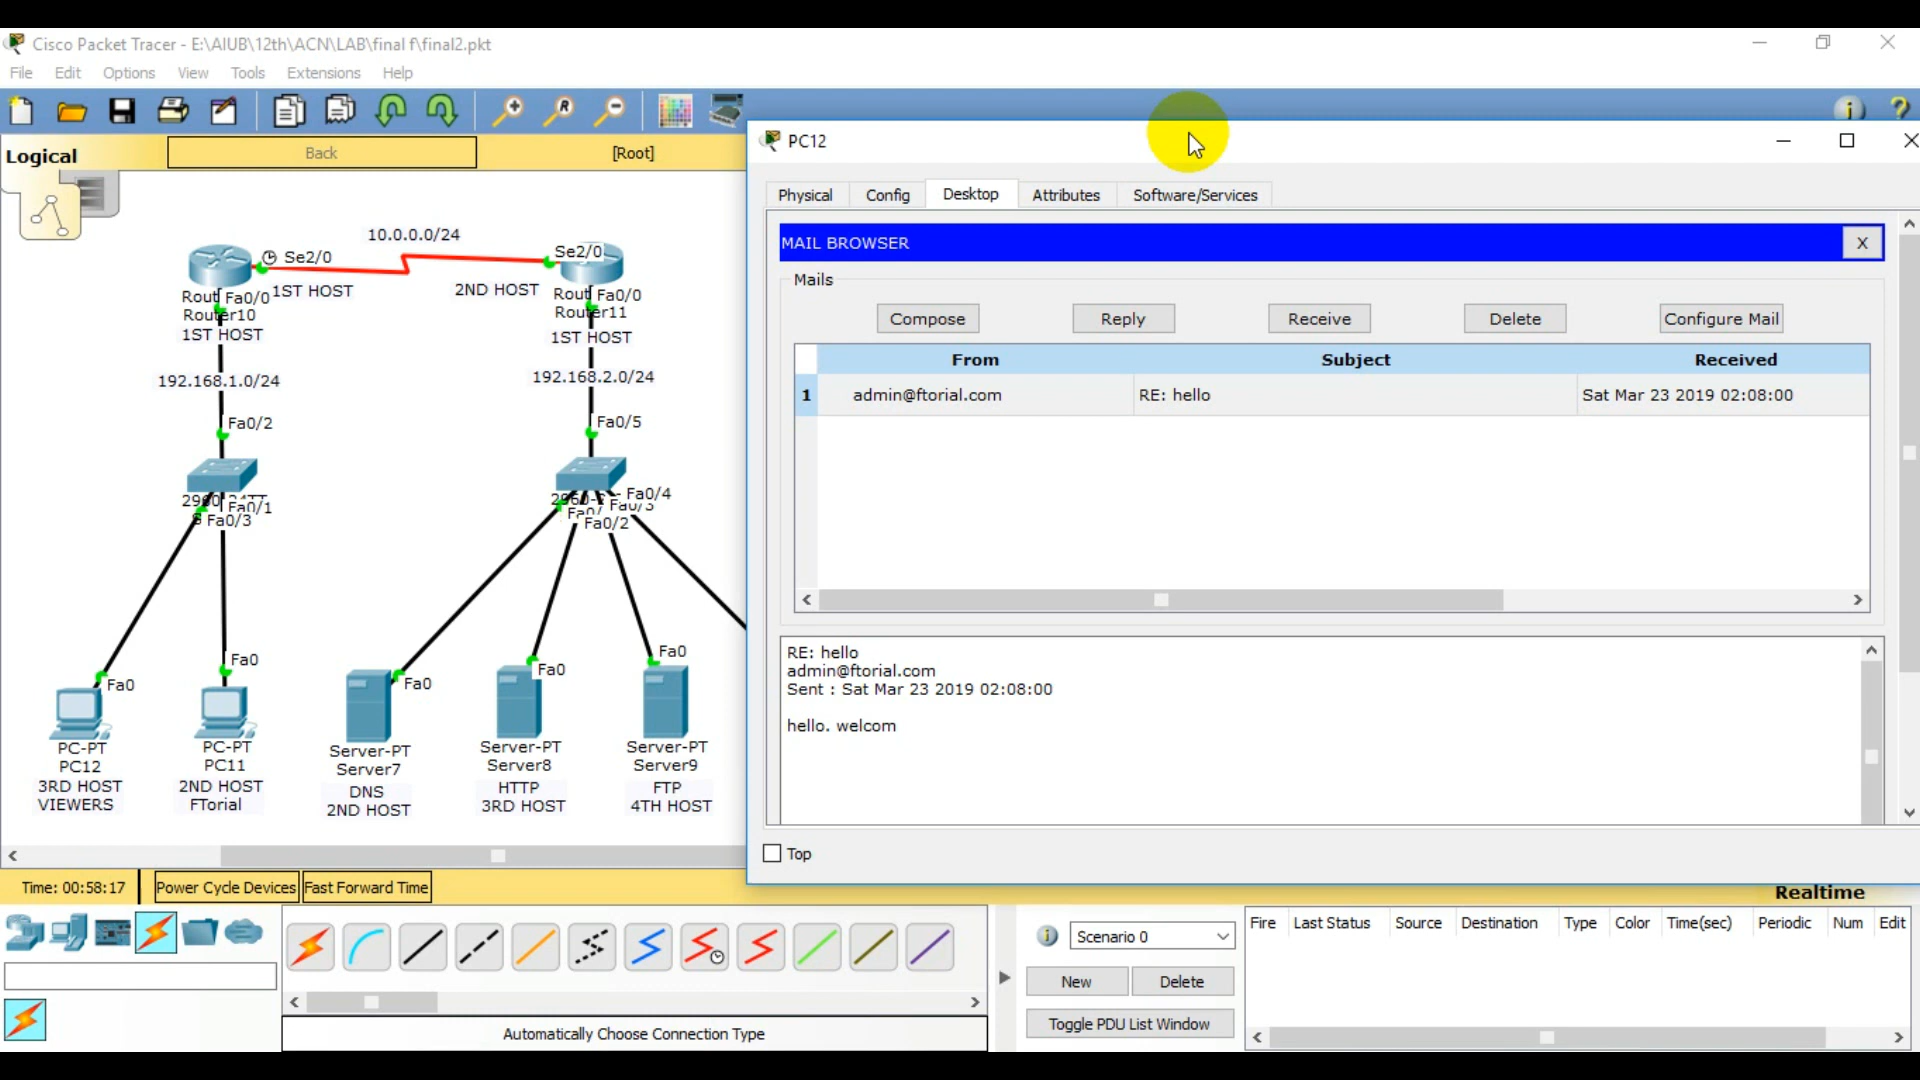 Cisco Packet Tracer - E:\AIUB\12th\ACN\LAB\final f\final2.pkt
File Edit Options View Tools Extensions Help
Logical
Back
[Root]
10.0.0.0/24
Se2/0
Se2/0
1ST HOST
2ND HOST
Rout Fa0/0
Router10
1ST HOST
Rout Fa0/0
Router11
1ST HOST
192.168.1.0/24
192.168.2.0/24
Fa0/2
Fa0/5
Fa0/1
Fa0/3
Fa0/4
Fa0/2
Fa0
Fa0
Fa0
Fa0
Fa0
PC-PT
PC12
3RD HOST
VIEWERS
PC-PT
PC11
2ND HOST
FTorial
Server-PT
Server7
DNS
2ND HOST
Server-PT
Server8
HTTP
3RD HOST
Server-PT
Server9
FTP
4TH HOST
PC12
Physical Config Desktop Attributes Software/Services
MAIL BROWSER
X
Mails
Compose Reply Receive Delete Configure Mail
From Subject Received
1 admin@ftorial.com RE: hello Sat Mar 23 2019 02:08:00
RE: hello
admin@ftorial.com
Sent : Sat Mar 23 2019 02:08:00
hello. welcom
Top
Time: 00:58:17 Power Cycle Devices Fast Forward Time
Realtime
Scenario 0
New Delete
Toggle PDU List Window
Fire Last Status Source Destination Type Color Time(sec) Periodic Num Edit
Automatically Choose Connection Type